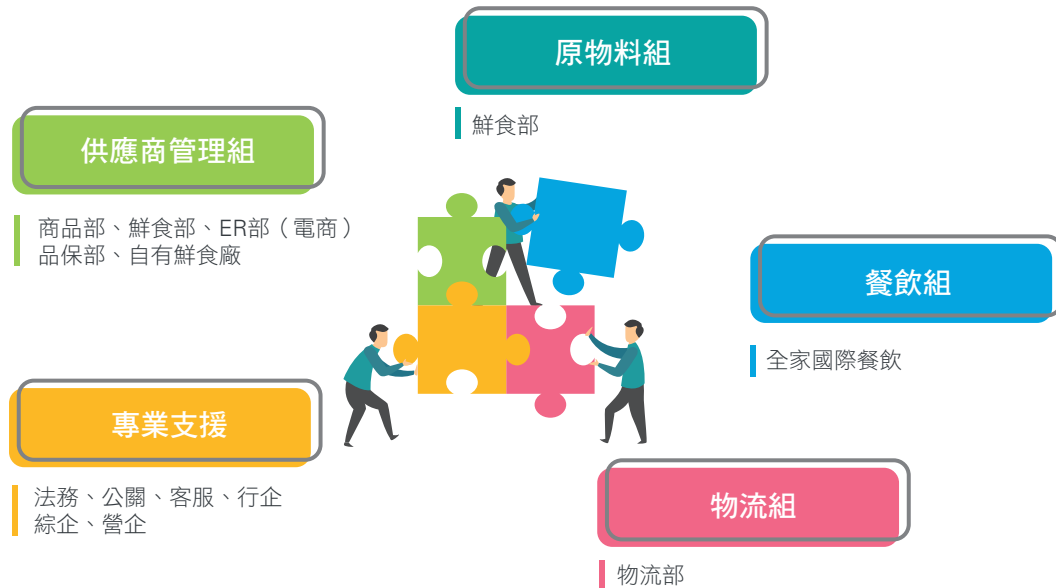 原物料組
鮮食部
供應商管理組
商品部、鮮食部、ER部（電商）
品保部、自有鮮食廠
餐飲組
全家國際餐飲
專業支援
法務、公關、客服、行企
綜企、營企
物流組
物流部